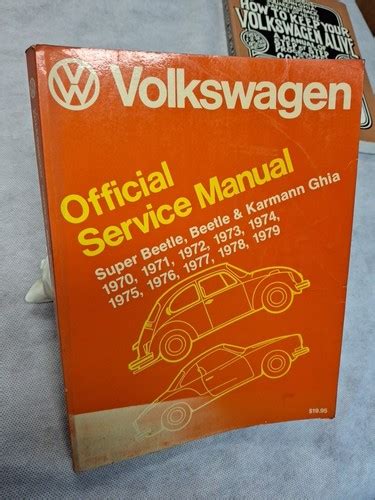 HOW TO KEEP YOUR
VOLKSWAGEN ALIVE
VW Volkswagen
Official
Service Manual
Super Beetle, Beetle & Karmann Ghia
1970, 1971, 1972, 1973, 1974,
1975, 1976, 1977, 1978, 1979
$19.95